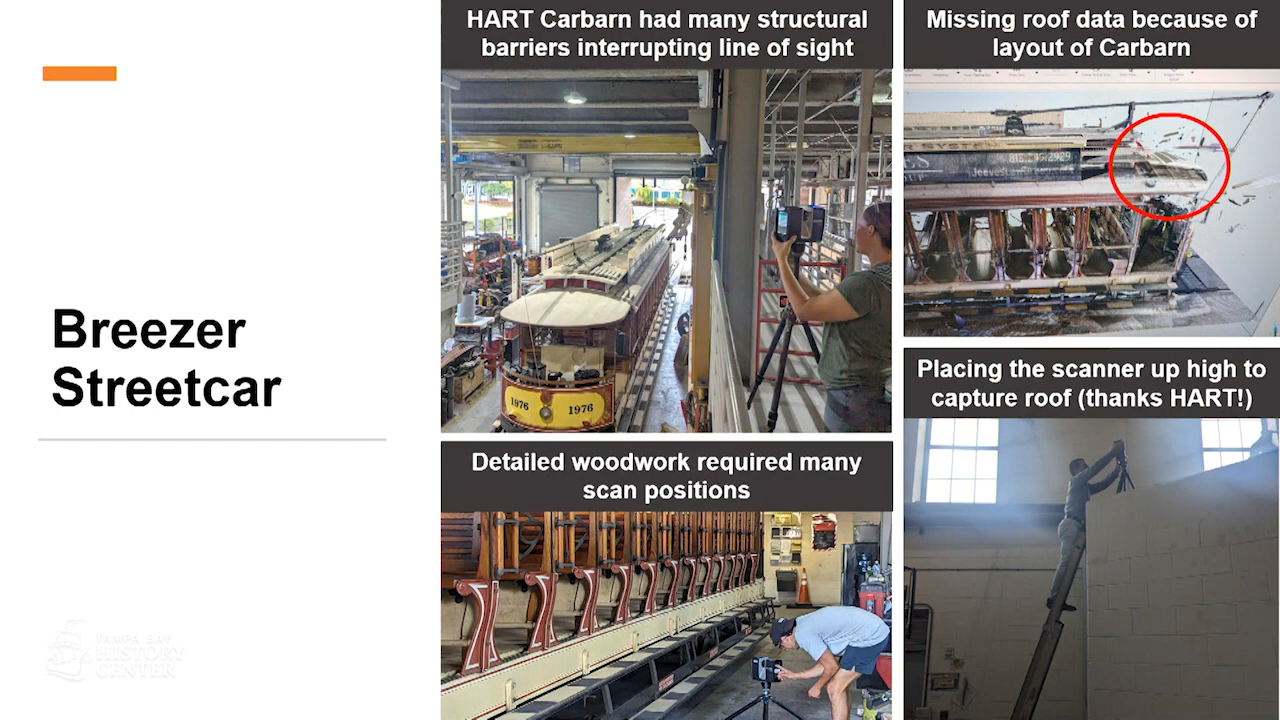 Breezer
Streetcar
TAMPA BAY
HISTORY
CENTER
HART Carbarn had many structural
barriers interrupting line of sight
1976
1976
Detailed woodwork required many
scan positions
Missing roof data because of
layout of Carbarn
Placing the scanner up high to
capture roof (thanks HART!)